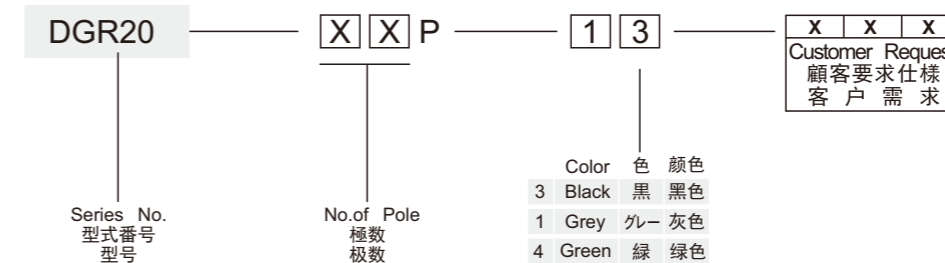 DGR20 X X P 1 3 X X X
Customer Reques
顧客要求仕様
客户需求
Color 色 颜色
3 Black 黒 黑色
1 Grey グレー 灰色
4 Green 緑 绿色
Series No.
型式番号
型号
No.of Pole
極数
极数